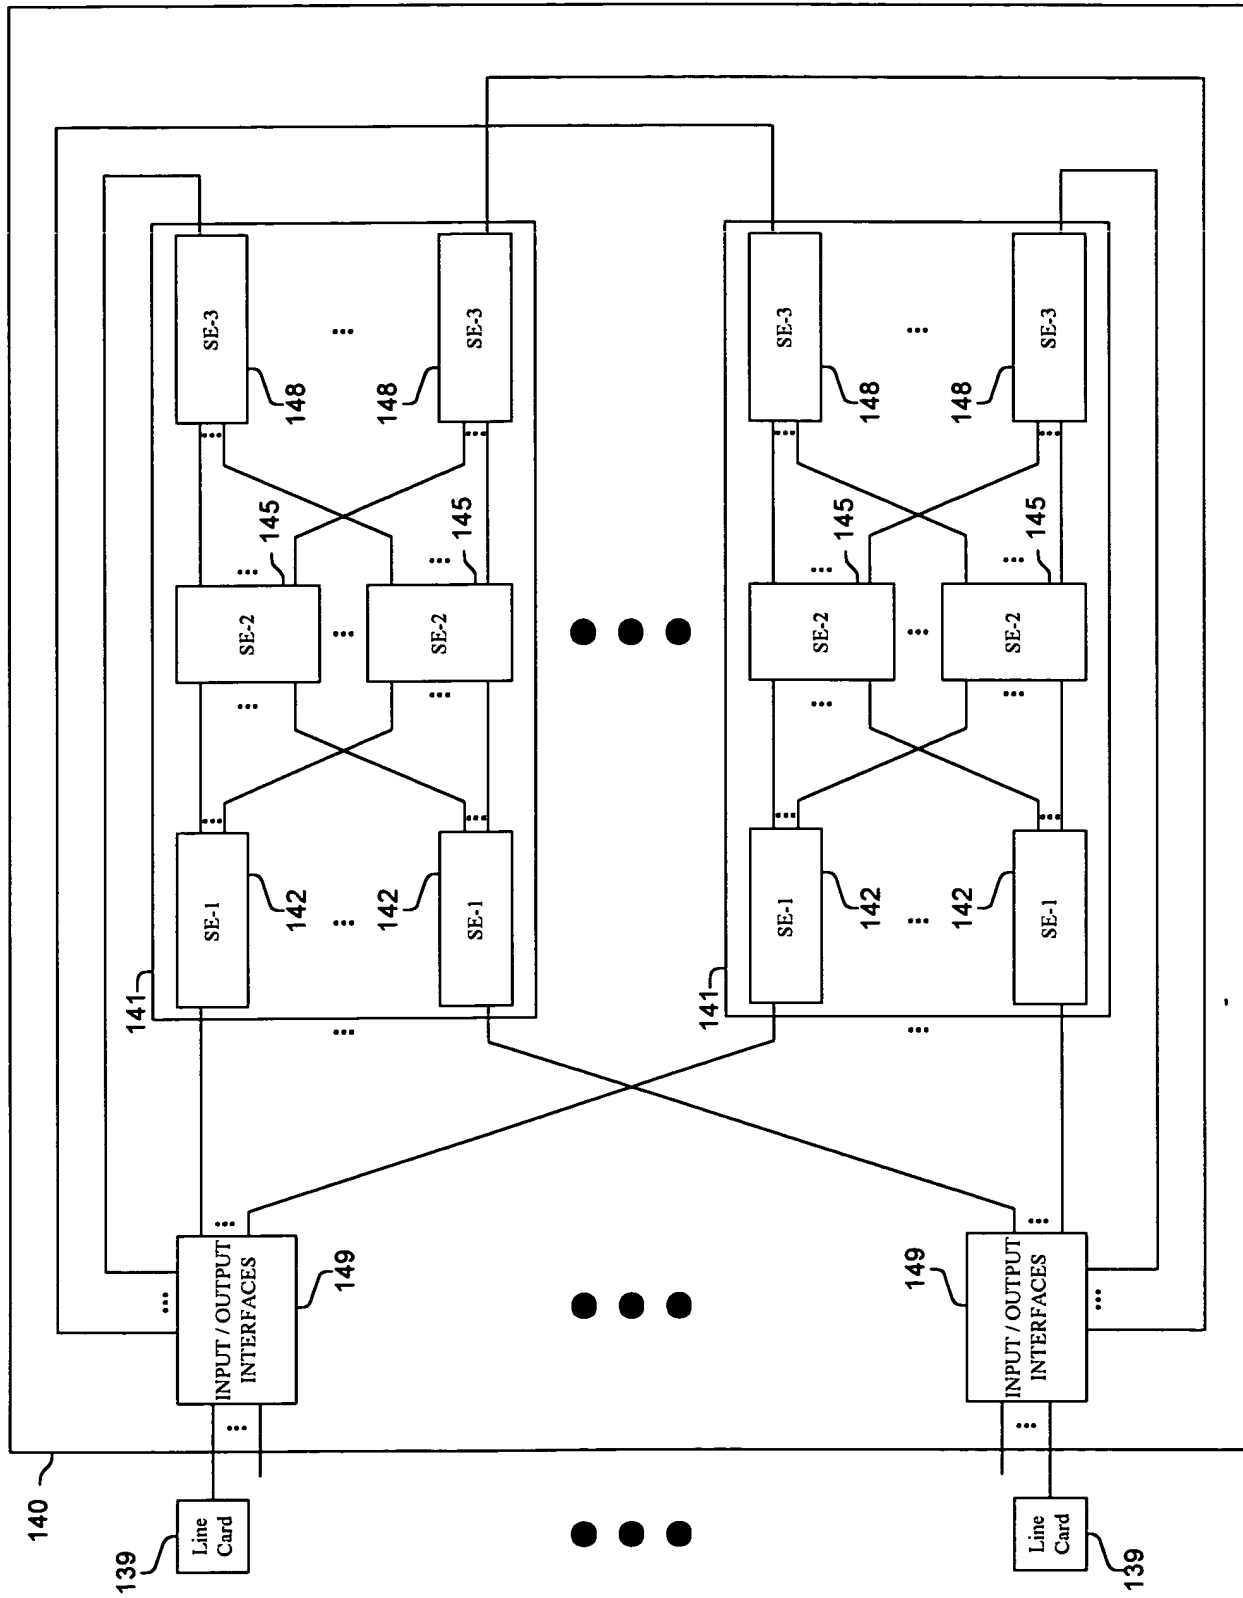 140
139
141
Line
Card
INPUT / OUTPUT
INTERFACES
SE-1
SE-2
SE-3
...
145
142
148
149
...
...
...
142
148
145
SE-1
SE-2
SE-3
...
141
SE-1
SE-2
SE-3
145
142
148
...
...
...
149
142
148
145
INPUT / OUTPUT
INTERFACES
SE-1
SE-2
SE-3
Line
Card
139